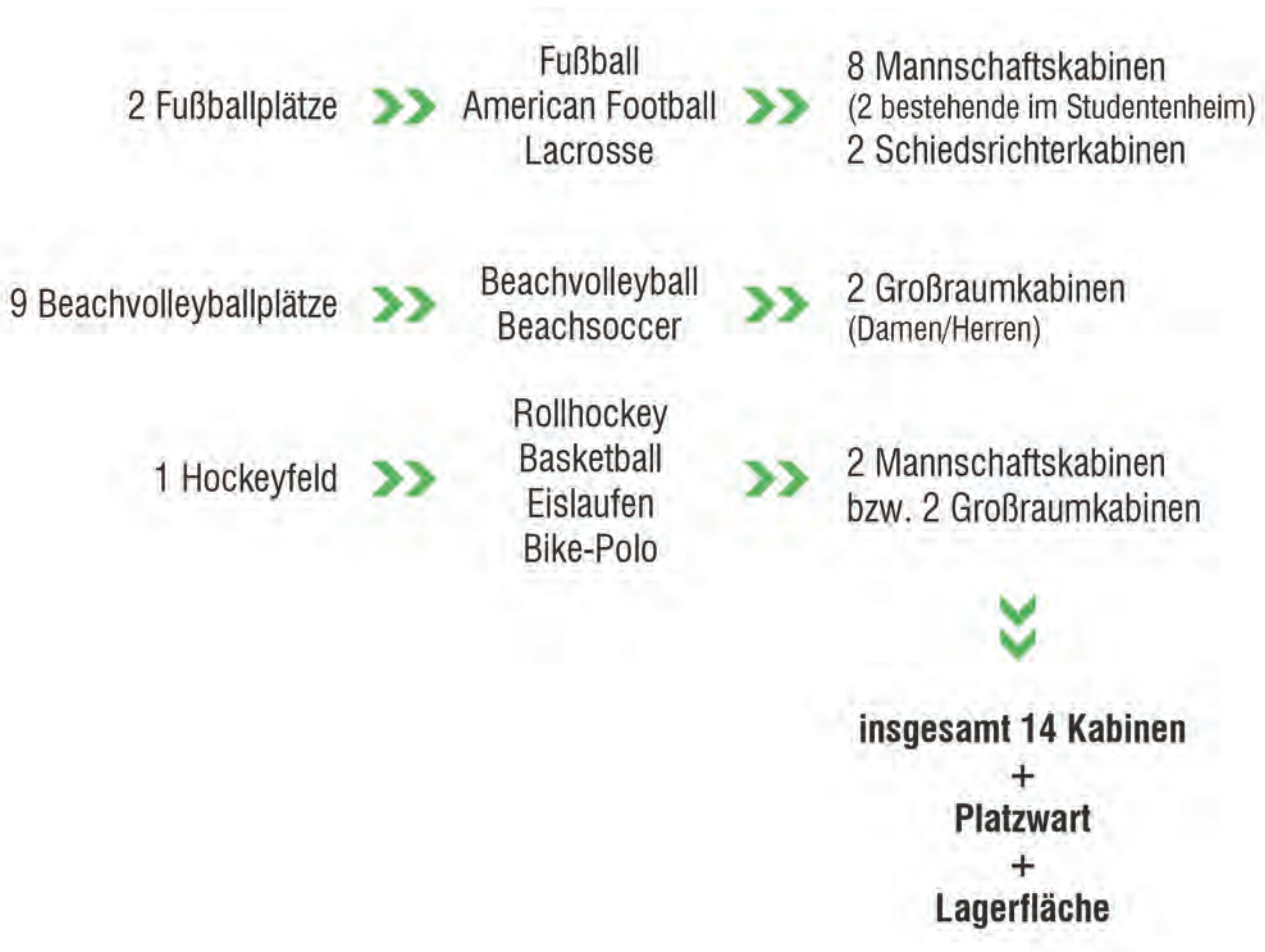 2 Fußballplätze
Fußball
American Football
Lacrosse
8 Mannschaftskabinen
(2 bestehende im Studentenheim)
2 Schiedsrichterkabinen
9 Beachvolleyballplätze
Beachvolleyball
Beachsoccer
2 Großraumkabinen
(Damen/Herren)
1 Hockeyfeld
Rollhockey
Basketball
Eislaufen
Bike-Polo
2 Mannschaftskabinen
bzw. 2 Großraumkabinen
insgesamt 14 Kabinen
+
Platzwart
+
Lagerfläche